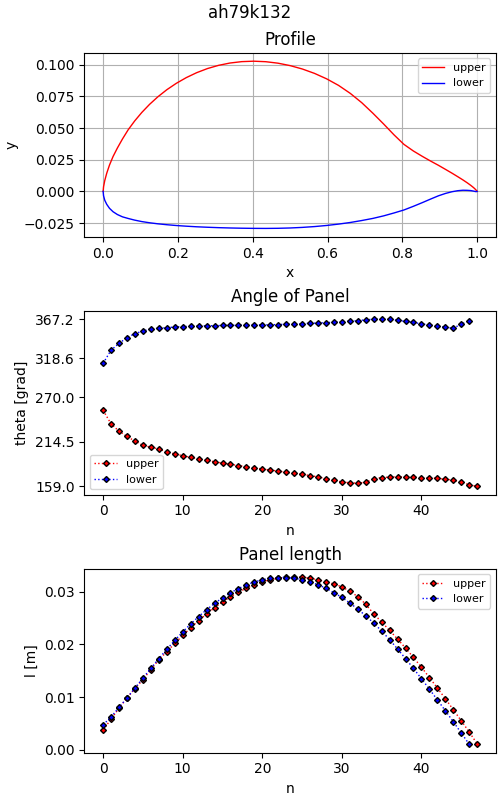 ah79k132
Profile
0.100
0.075
0.050
0.025
0.000
−0.025
y
upper
lower
0.0 0.2 0.4 0.6 0.8 1.0
x
Angle of Panel
367.2
318.6
270.0
214.5
159.0
theta [grad]
upper
lower
0 10 20 30 40
n
Panel length
0.03
0.02
0.01
0.00
l [m]
upper
lower
0 10 20 30 40
n